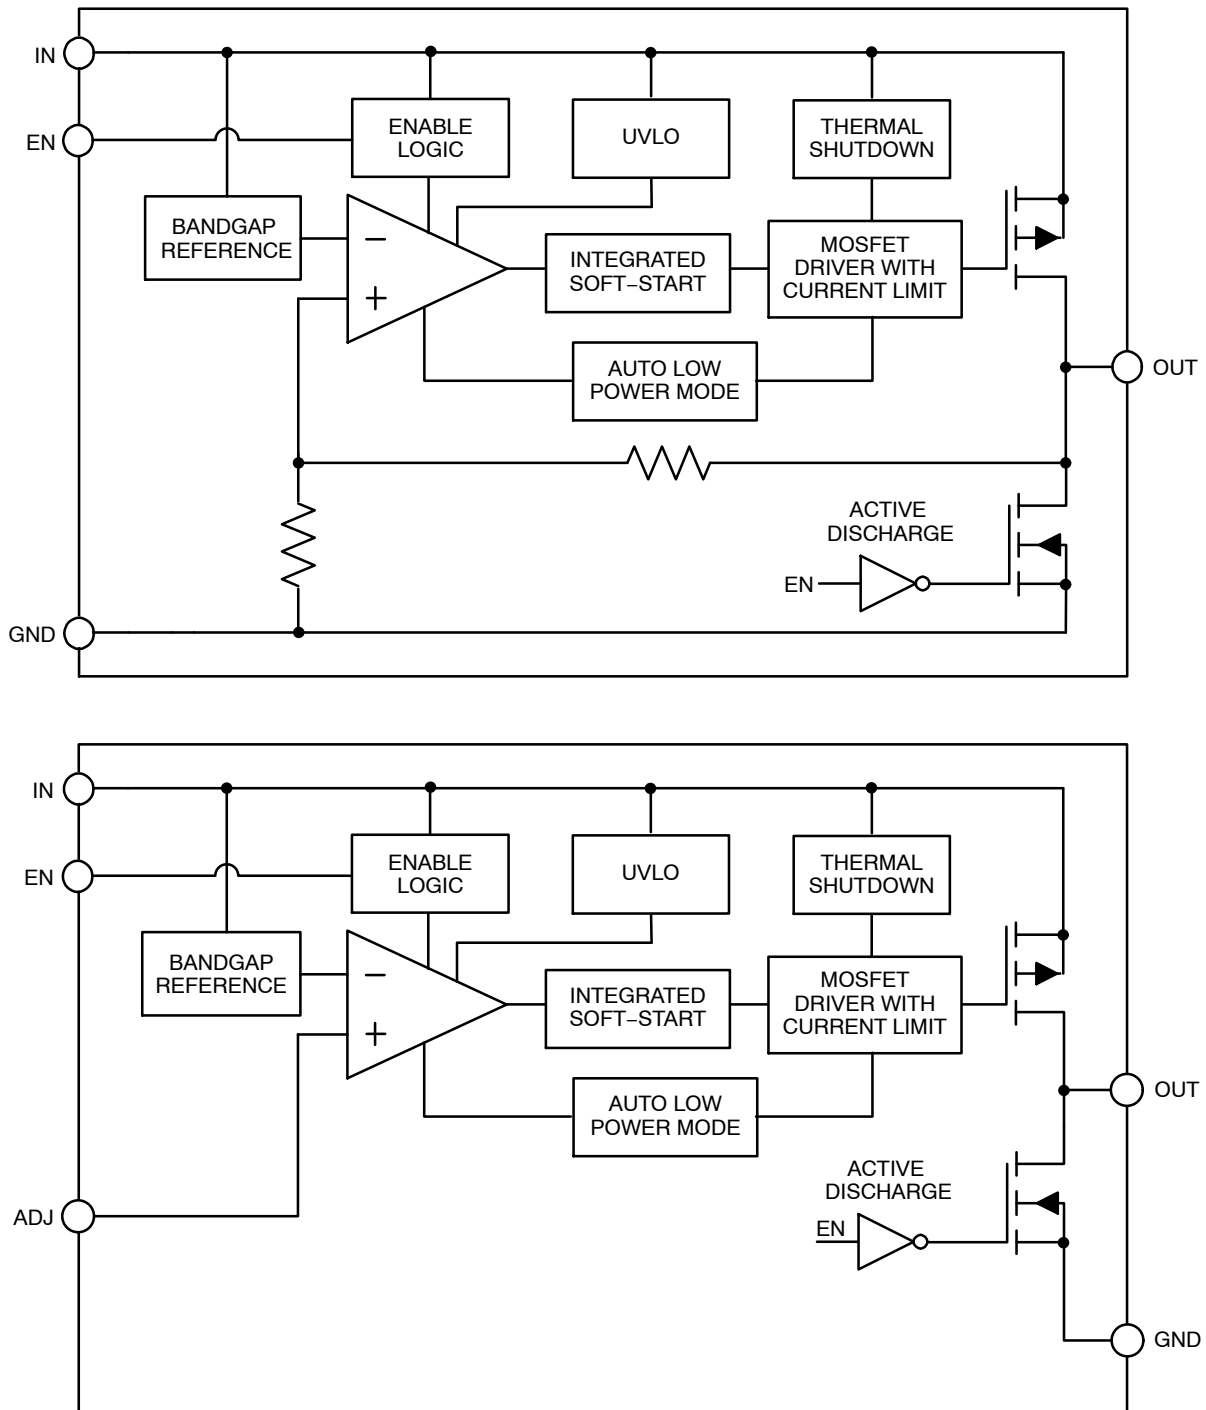 IN
EN
ENABLE
LOGIC
UVLO
THERMAL
SHUTDOWN
BANDGAP
REFERENCE
−
+
INTEGRATED
SOFT−START
MOSFET
DRIVER WITH
CURRENT LIMIT
AUTO LOW
POWER MODE
OUT
ACTIVE
DISCHARGE
EN
GND
IN
EN
ENABLE
LOGIC
UVLO
THERMAL
SHUTDOWN
BANDGAP
REFERENCE
−
+
INTEGRATED
SOFT−START
MOSFET
DRIVER WITH
CURRENT LIMIT
AUTO LOW
POWER MODE
OUT
ACTIVE
DISCHARGE
EN
ADJ
GND